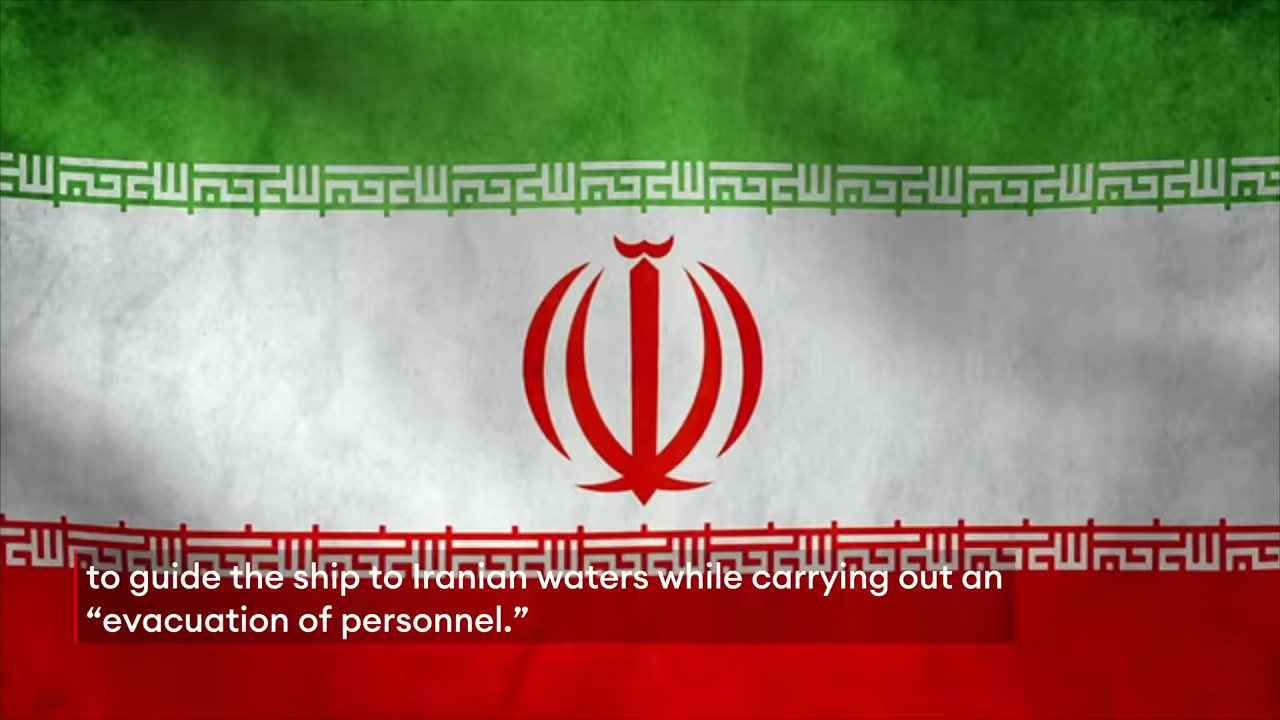 to guide the ship to Iranian waters while carrying out an
“evacuation of personnel.”